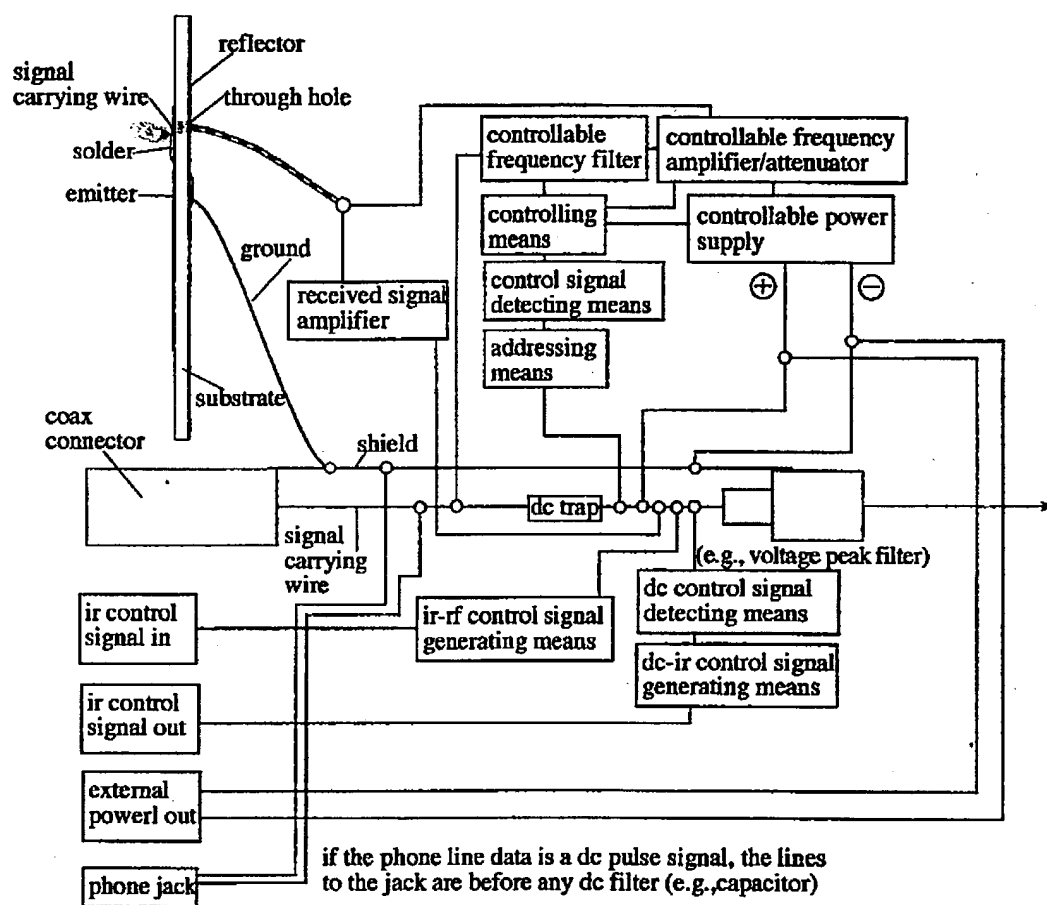 reflector
signal
carrying wire
through hole
solder
emitter
ground
substrate
coax
connector
shield
signal
carrying
wire
received signal
amplifier
controllable
frequency filter
controllable frequency
amplifier/attenuator
controlling
means
controllable power
supply
+
−
control signal
detecting means
addressing
means
dc trap
(e.g., voltage peak filter)
ir control
signal in
ir-rf control signal
generating means
dc control signal
detecting means
dc-ir control signal
generating means
ir control
signal out
external
powerl out
phone jack
if the phone line data is a dc pulse signal, the lines
to the jack are before any dc filter (e.g.,capacitor)